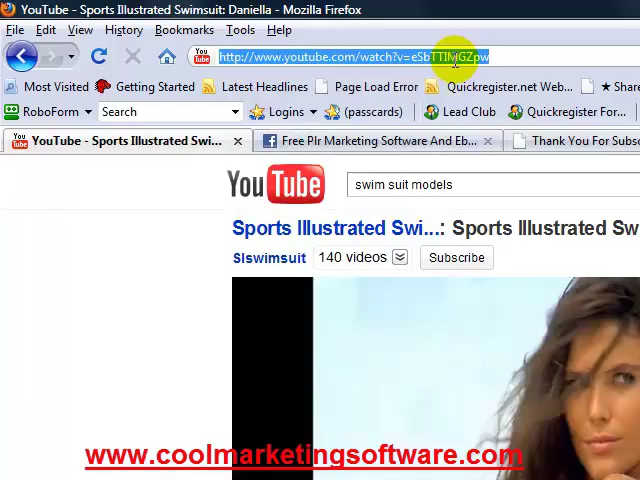 YouTube - Sports Illustrated Swimsuit: Daniella - Mozilla Firefox
File Edit View History Bookmarks Tools Help
You Tube http://www.youtube.com/watch?v=eSbTTIMGZpw
Most Visited Getting Started Latest Headlines Page Load Error Quickregister.net Web...
RoboForm Search Logins (passcards) Lead Club Quickregister For...
YouTube - Sports Illustrated Swi... Free Plr Marketing Software And Eb... Thank You For Subsc
YouTube swim suit models
Sports Illustrated Swi...: Sports Illustrated Sw
SIswimsuit 140 videos Subscribe
www.coolmarketingsoftware.com